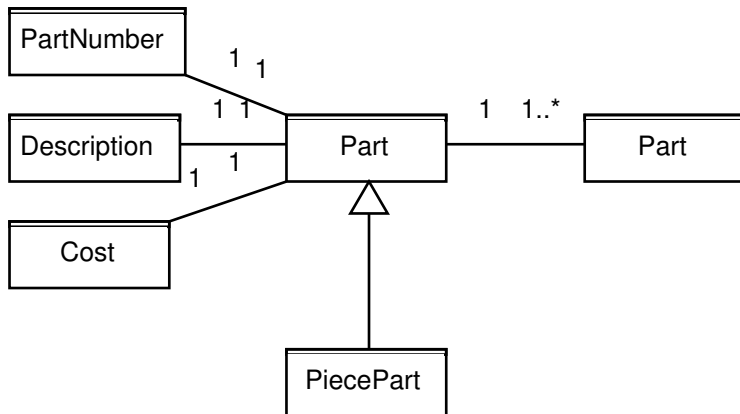 PartNumber
1 1
1 1 1 1..*
Description Part Part
1 1
Cost
PiecePart